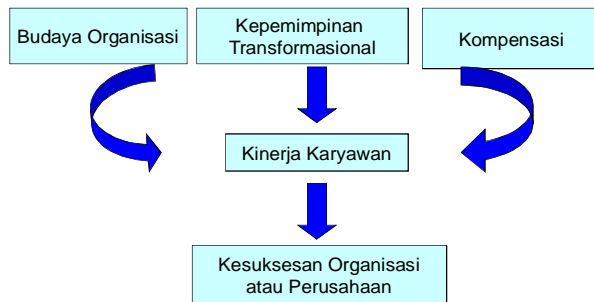 Budaya Organisasi
Kepemimpinan
Transformasional
Kompensasi
Kinerja Karyawan
Kesuksesan Organisasi
atau Perusahaan